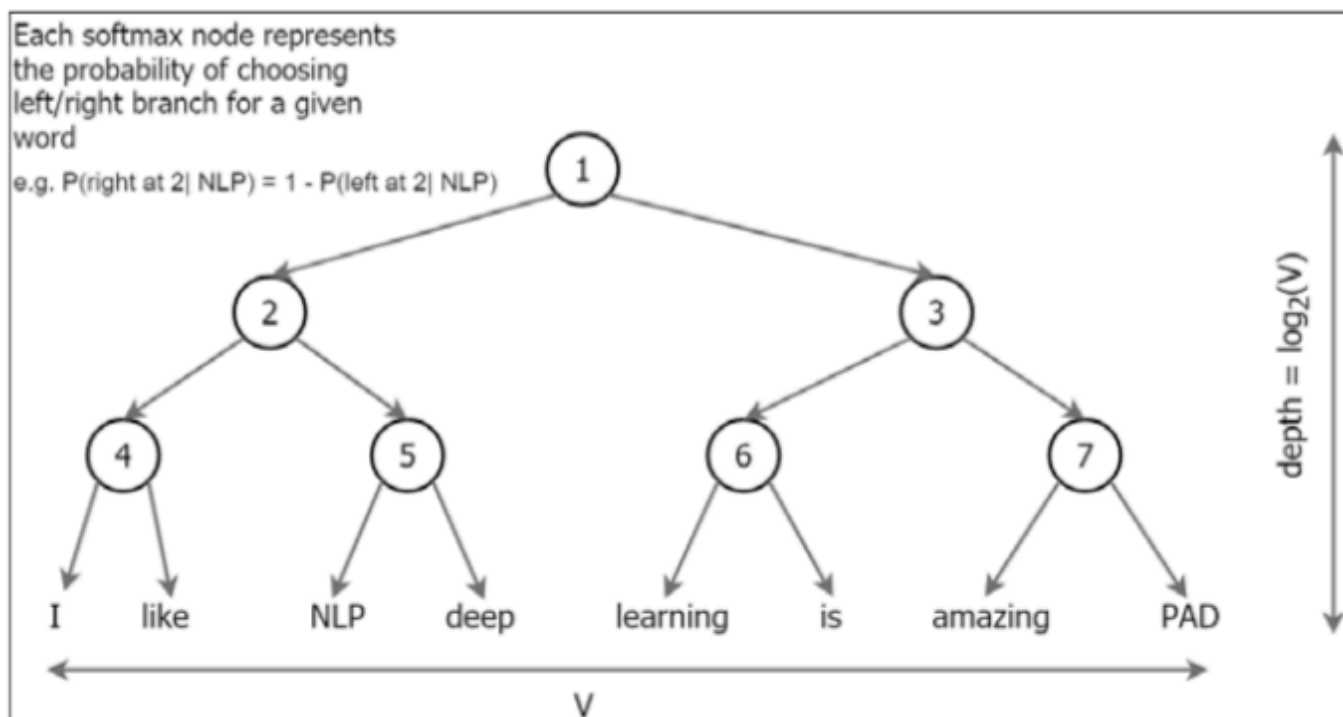 Each softmax node represents
the probability of choosing
left/right branch for a given
word
e.g. P(right at 2| NLP) = 1 - P(left at 2| NLP)
1
2
3
4
5
6
7
I
like
NLP
deep
learning
is
amazing
PAD
V
depth = log₂(V)